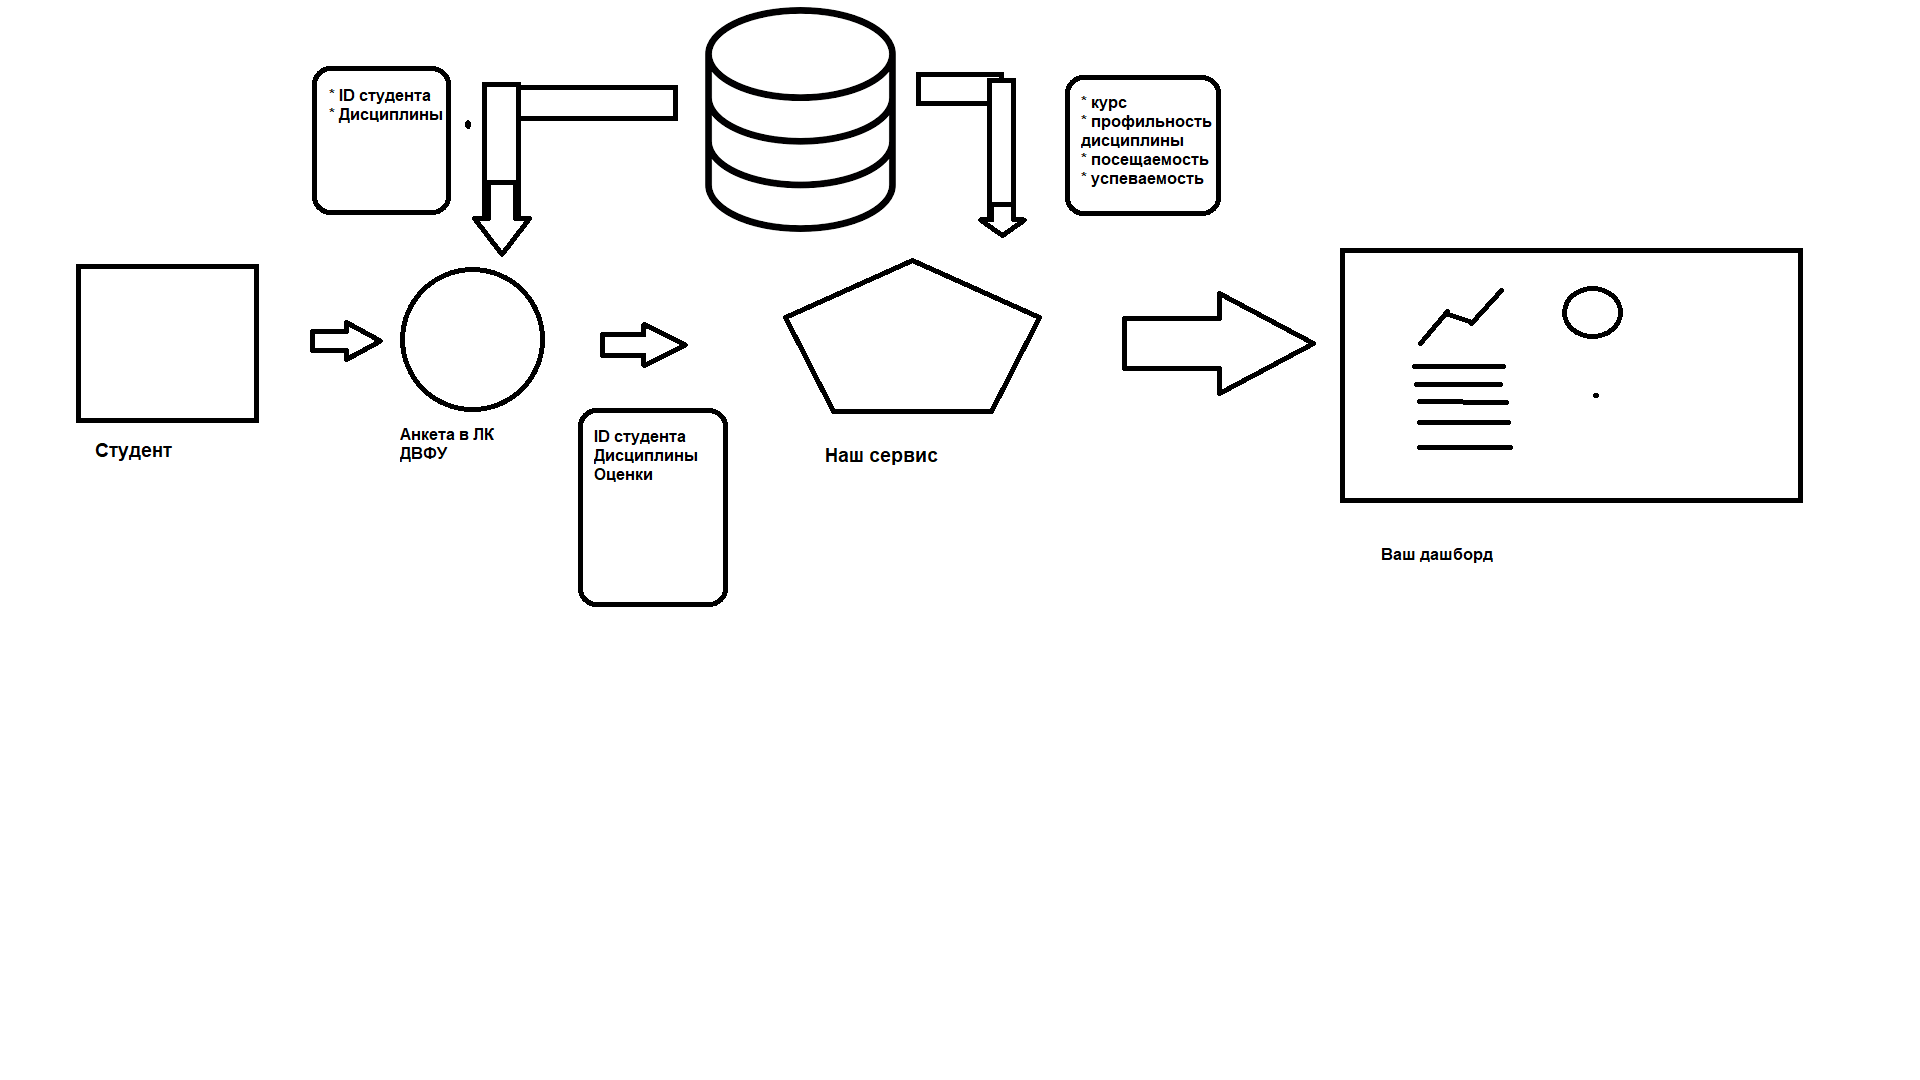 * ID студента
* Дисциплины
* курс
* профильность
дисциплины
* посещаемость
* успеваемость
Студент
Анкета в ЛК
ДВФУ
ID студента
Дисциплины
Оценки
Наш сервис
Ваш дашборд